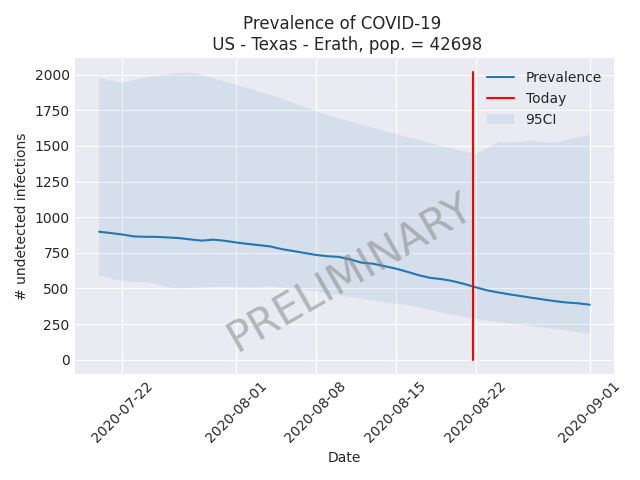 Prevalence of COVID-19
US - Texas - Erath, pop. = 42698
2000
1750
1500
1250
1000
750
500
250
0
# undetected infections
Prevalence
Today
95CI
PRELIMINARY
2020-07-22
2020-08-01
2020-08-08
2020-08-15
2020-08-22
2020-09-01
Date